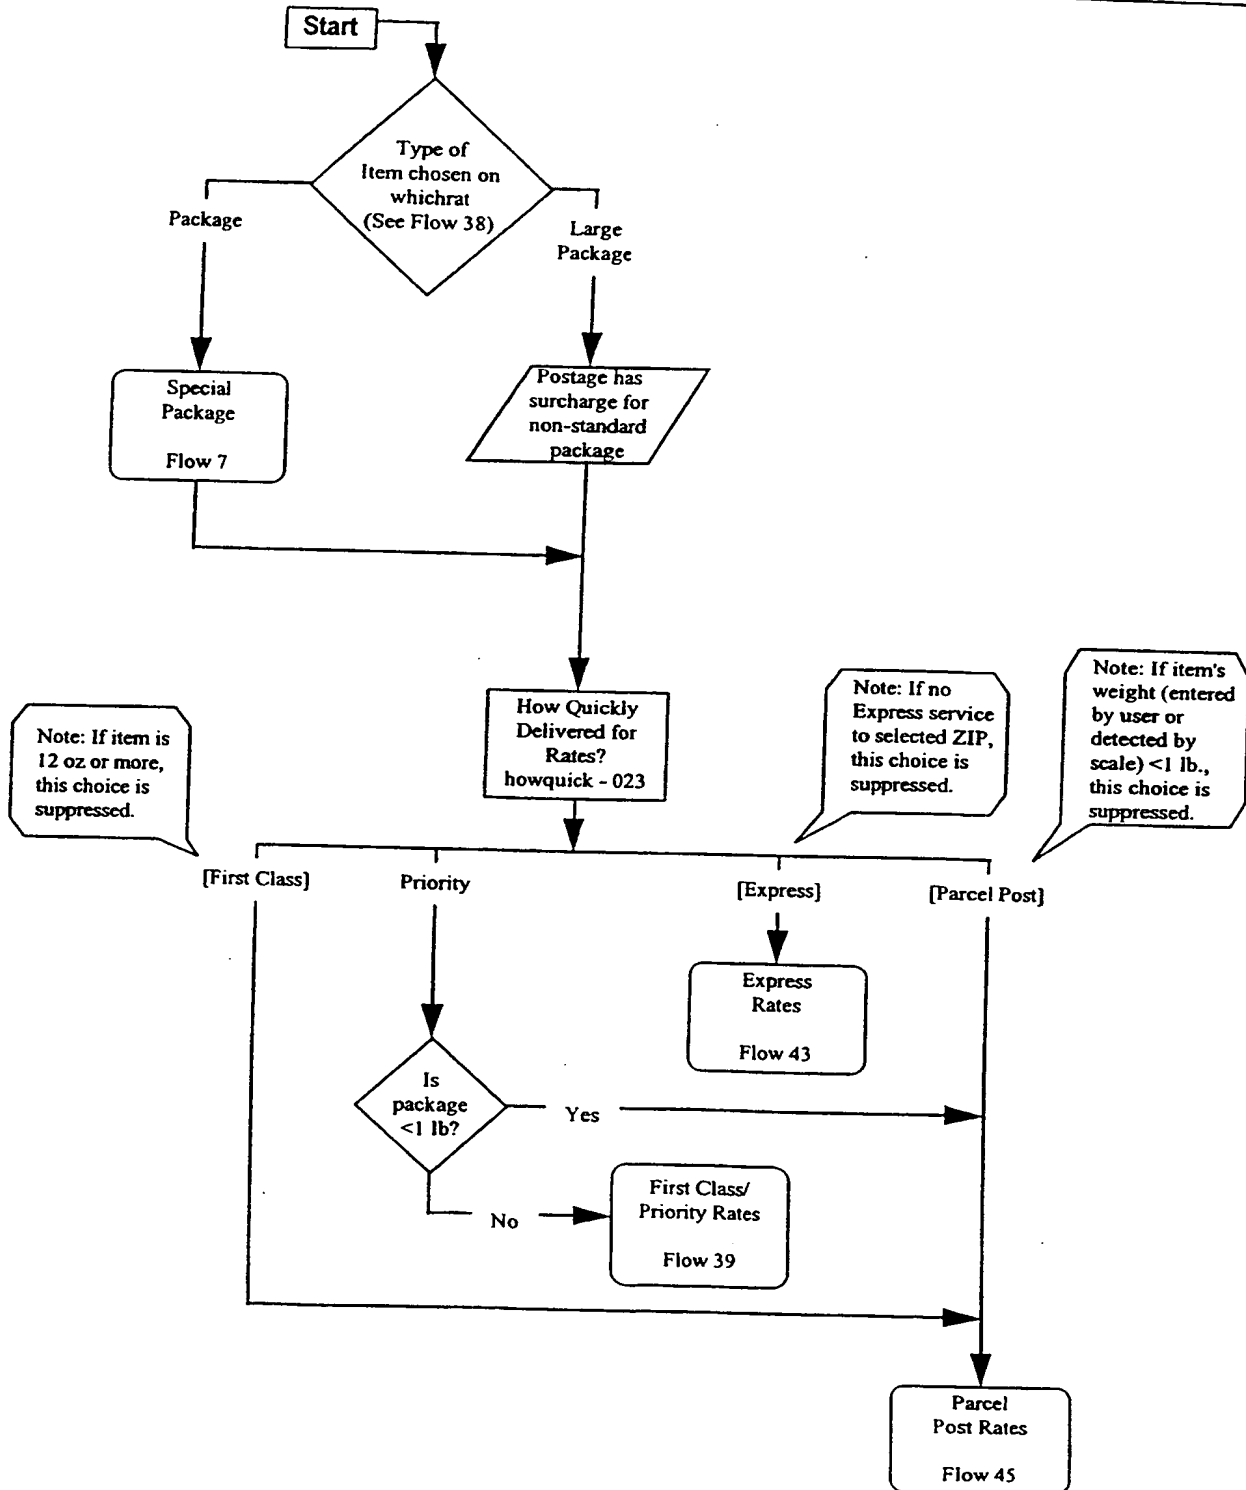 Start
Type of
Item chosen on
whichrat
(See Flow 38)
Package
Large
Package
Special
Package
Flow 7
Postage has
surcharge for
non-standard
package
How Quickly
Delivered for
Rates?
howquick - 023
Note: If item is
12 oz or more,
this choice is
suppressed.
Note: If no
Express service
to selected ZIP,
this choice is
suppressed.
Note: If item's
weight (entered
by user or
detected by
scale) <1 lb.,
this choice is
suppressed.
[First Class]
Priority
[Express]
[Parcel Post]
Express
Rates
Flow 43
Is
package
<1 lb?
Yes
No
First Class/
Priority Rates
Flow 39
Parcel
Post Rates
Flow 45